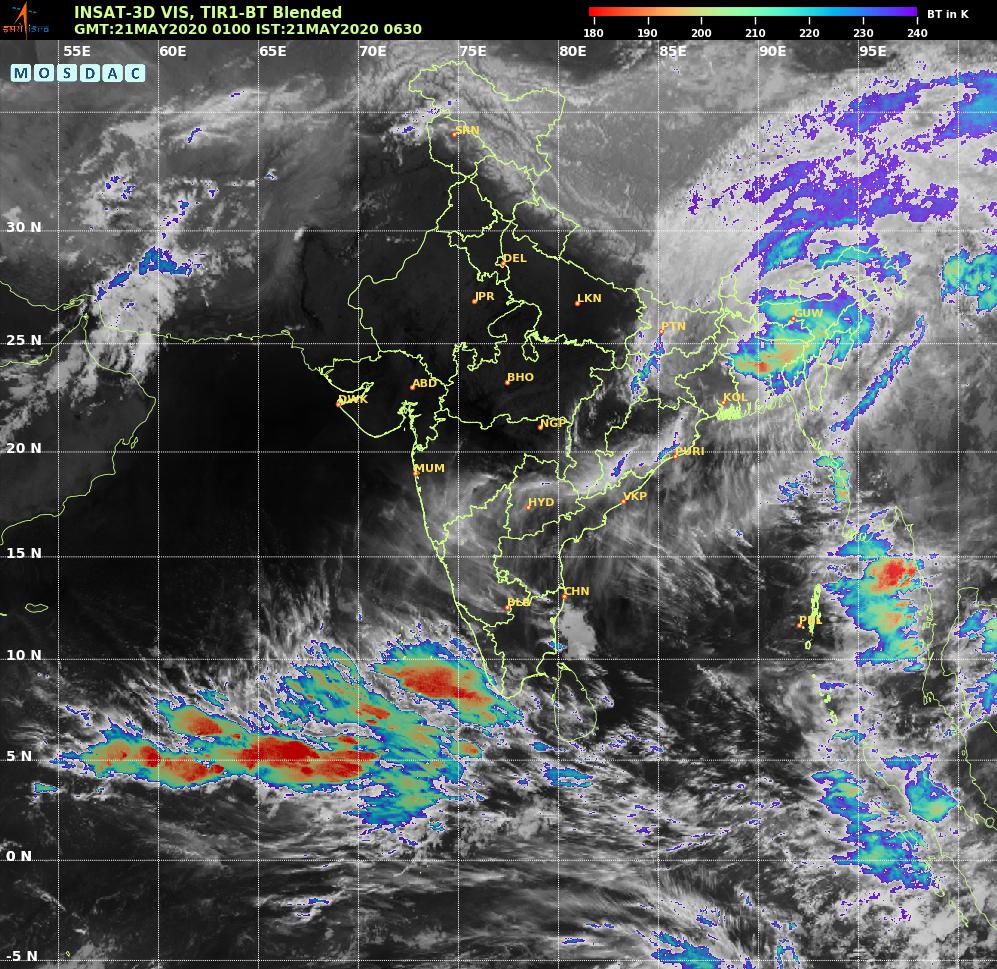 INSAT-3D VIS, TIR1-BT Blended
GMT:21MAY2020 0100 IST:21MAY2020 0630
BT in K
180 190 200 210 220 230 240
55E 60E 65E 70E 75E 80E 85E 90E 95E
M O S D A C
SRN
30 N
DEL
JPR LKN
GUW
PTN
25 N
ABD BHO
DWK KOL
NGP
20 N PURI
MUM
HYD VKP
15 N
CHN
BLG
PBL
10 N
5 N
0 N
-5 N